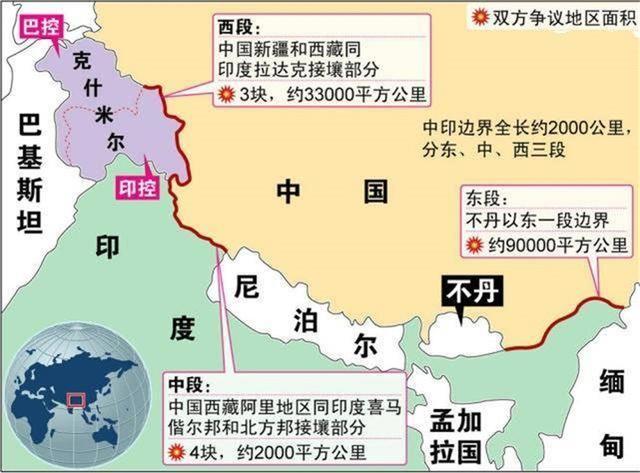 双方争议地区面积
巴控
西段：
中国新疆和西藏同
印度拉达克接壤部分
3块，约33000平方公里
克什米尔
巴基斯坦
中印边界全长约2000公里，
分东、中、西三段
印控
中国
东段：
不丹以东一段边界
约90000平方公里
印度
尼泊尔
不丹
中段：
中国西藏阿里地区同印度喜马
偕尔邦和北方邦接壤部分
4块，约2000平方公里
孟加
拉国
缅甸